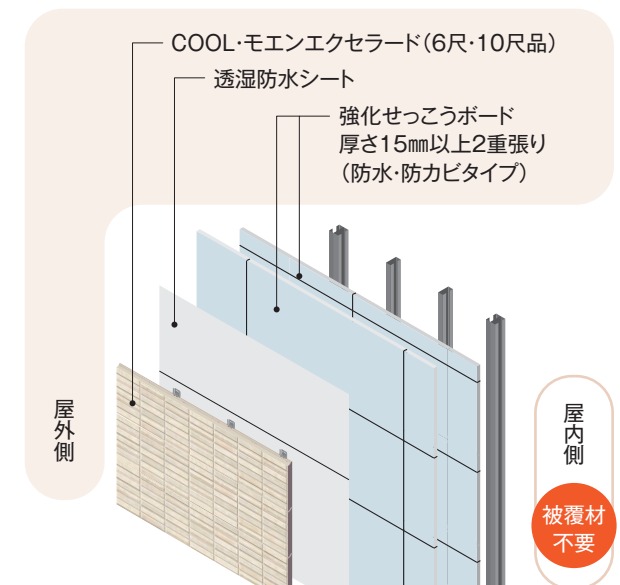 COOL・モエンエクセラード（6尺・10尺品）
透湿防水シート
強化せっこうボード
厚さ15㎜以上2重張り
（防水・防カビタイプ）
屋外側
屋内側
被覆材
不要